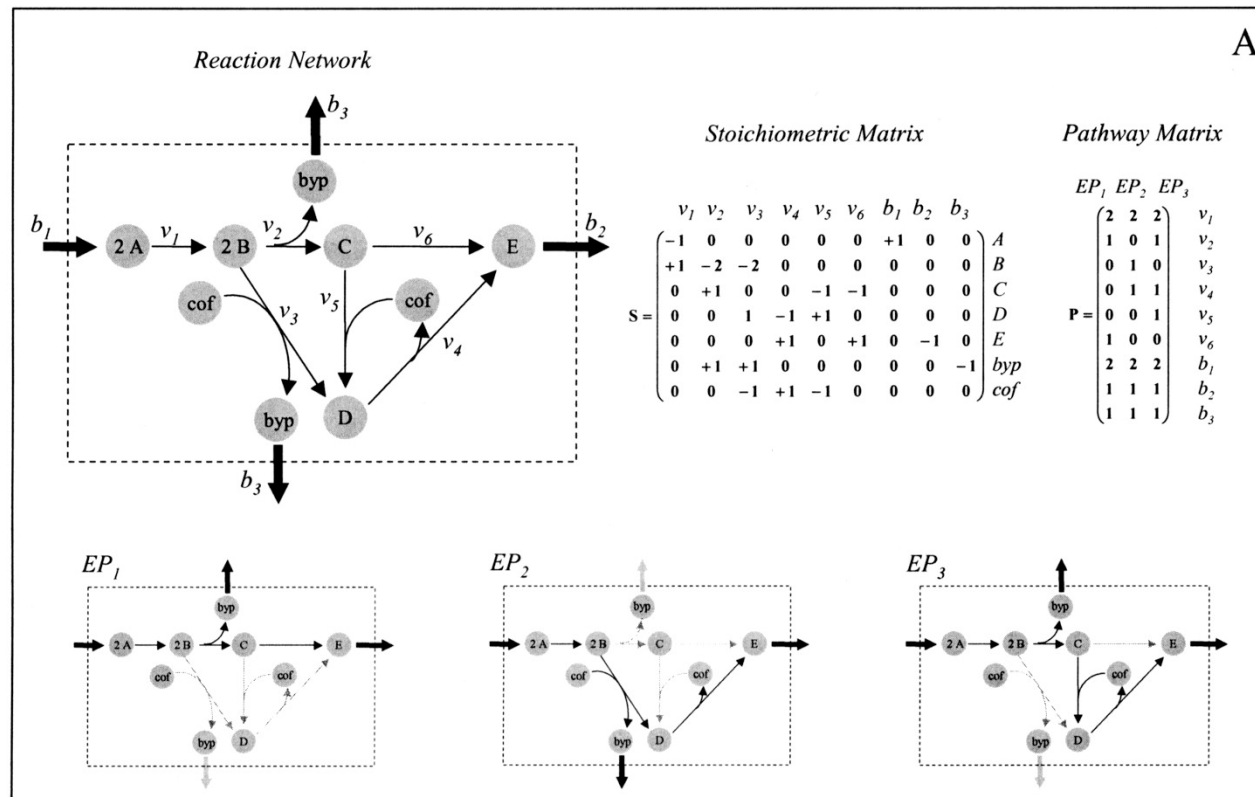 A
Reaction Network
b3
Stoichiometric Matrix
Pathway Matrix
byp
EP1 EP2 EP3
v1 v2 v3 v4 v5 v6 b1 b2 b3
b1 v1 v2 v6 b2
2 A 2 B C E
cof v3 v5 cof v4
byp D
b3 b3
S =
-1 0 0 0 0 0 +1 0 0 A
+1 -2 -2 0 0 0 0 0 0 B
0 +1 0 0 -1 -1 0 0 0 C
0 0 1 -1 +1 0 0 0 0 D
0 0 0 +1 0 +1 0 -1 0 E
0 +1 +1 0 0 0 0 0 -1 byp
0 0 -1 +1 -1 0 0 0 0 cof
P =
2 2 2 v1
1 0 1 v2
0 1 0 v3
0 1 1 v4
0 0 1 v5
1 0 0 v6
2 2 2 b1
1 1 1 b2
1 1 1 b3
EP1
byp
2 A 2 B C E
cof cof
byp D
EP2
byp
2 A 2 B C E
cof cof
byp D
EP3
byp
2 A 2 B C E
cof cof
byp D